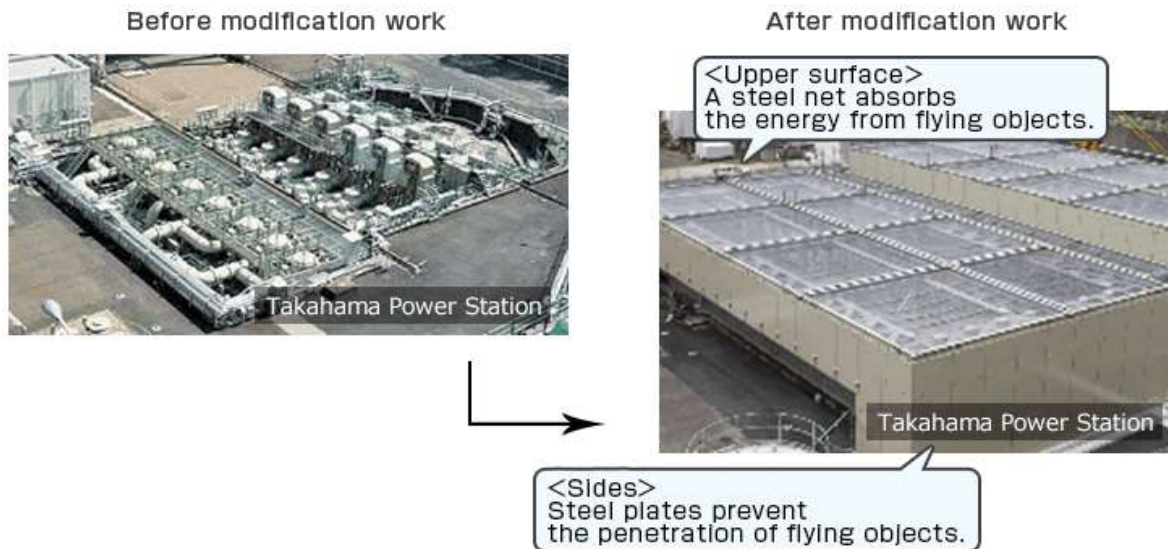 Before modification work
After modification work
<Upper surface>
A steel net absorbs
the energy from flying objects.
Takahama Power Station
Takahama Power Station
<Sides>
Steel plates prevent
the penetration of flying objects.